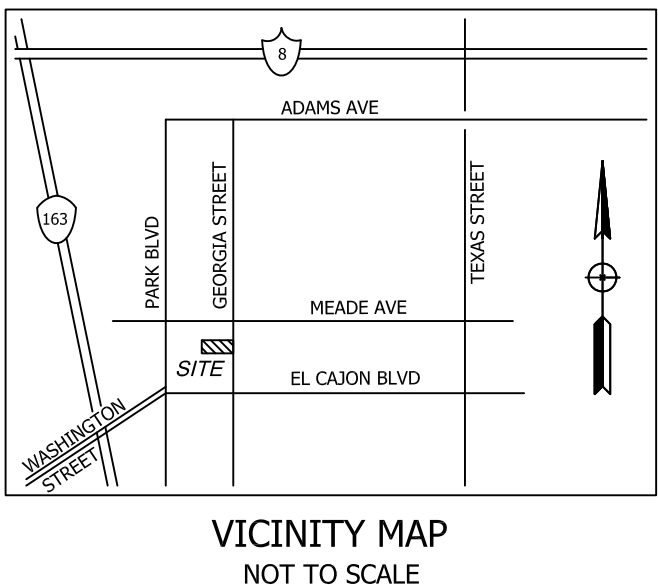 8
ADAMS AVE
163
PARK BLVD
GEORGIA STREET
TEXAS STREET
MEADE AVE
SITE
EL CAJON BLVD
WASHINGTON
STREET
VICINITY MAP
NOT TO SCALE